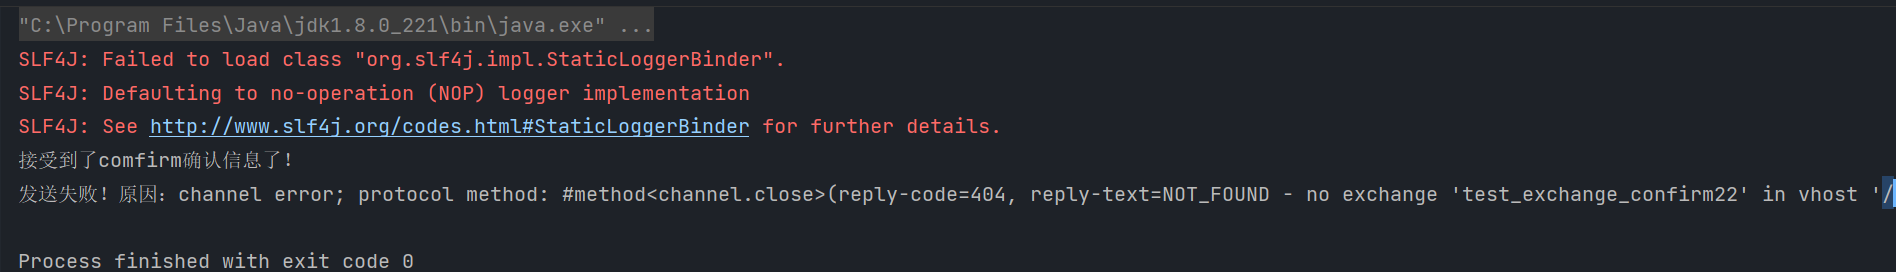 "C:\Program Files\Java\jdk1.8.0_221\bin\java.exe" ...
SLF4J: Failed to load class "org.slf4j.impl.StaticLoggerBinder".
SLF4J: Defaulting to no-operation (NOP) logger implementation
SLF4J: See http://www.slf4j.org/codes.html#StaticLoggerBinder for further details.
接受到了comfirm确认信息了!
发送失败! 原因: channel error; protocol method: #method<channel.close>(reply-code=404, reply-text=NOT_FOUND - no exchange 'test_exchange_confirm22' in vhost '/
Process finished with exit code 0